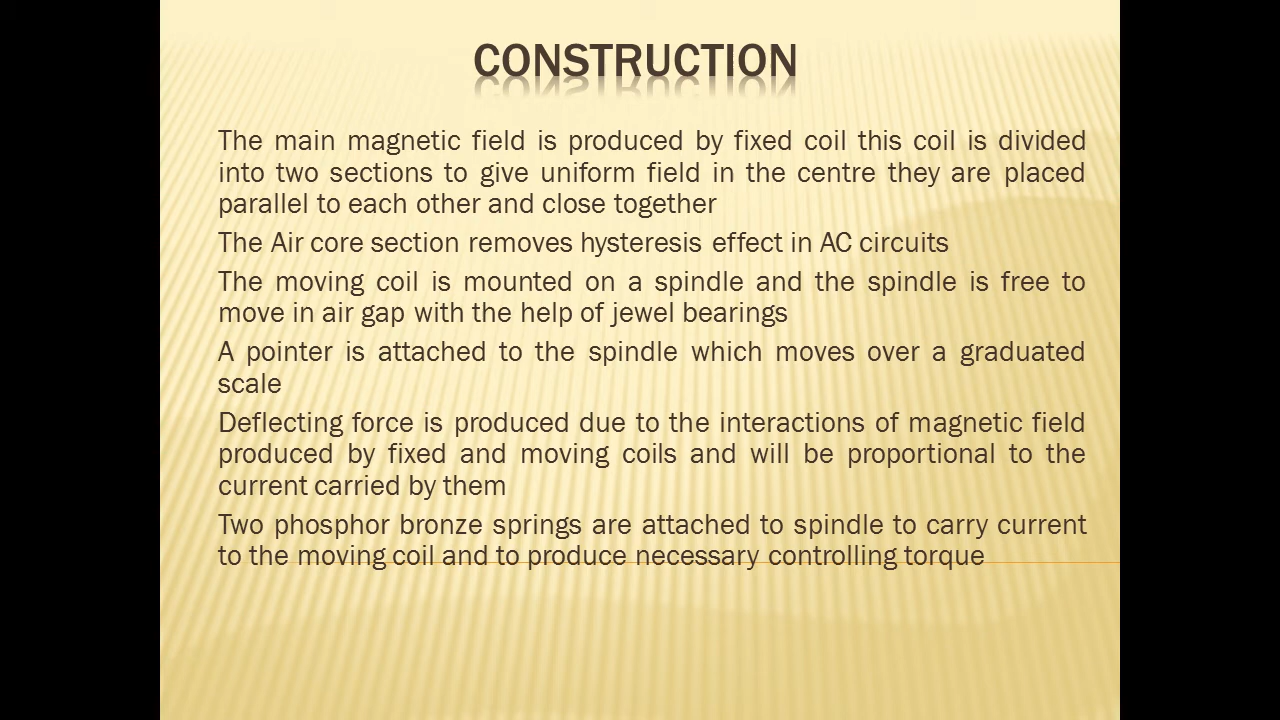 CONSTRUCTION
The main magnetic field is produced by fixed coil this coil is divided
into two sections to give uniform field in the centre they are placed
parallel to each other and close together
The Air core section removes hysteresis effect in AC circuits
The moving coil is mounted on a spindle and the spindle is free to
move in air gap with the help of jewel bearings
A pointer is attached to the spindle which moves over a graduated
scale
Deflecting force is produced due to the interactions of magnetic field
produced by fixed and moving coils and will be proportional to the
current carried by them
Two phosphor bronze springs are attached to spindle to carry current
to the moving coil and to produce necessary controlling torque